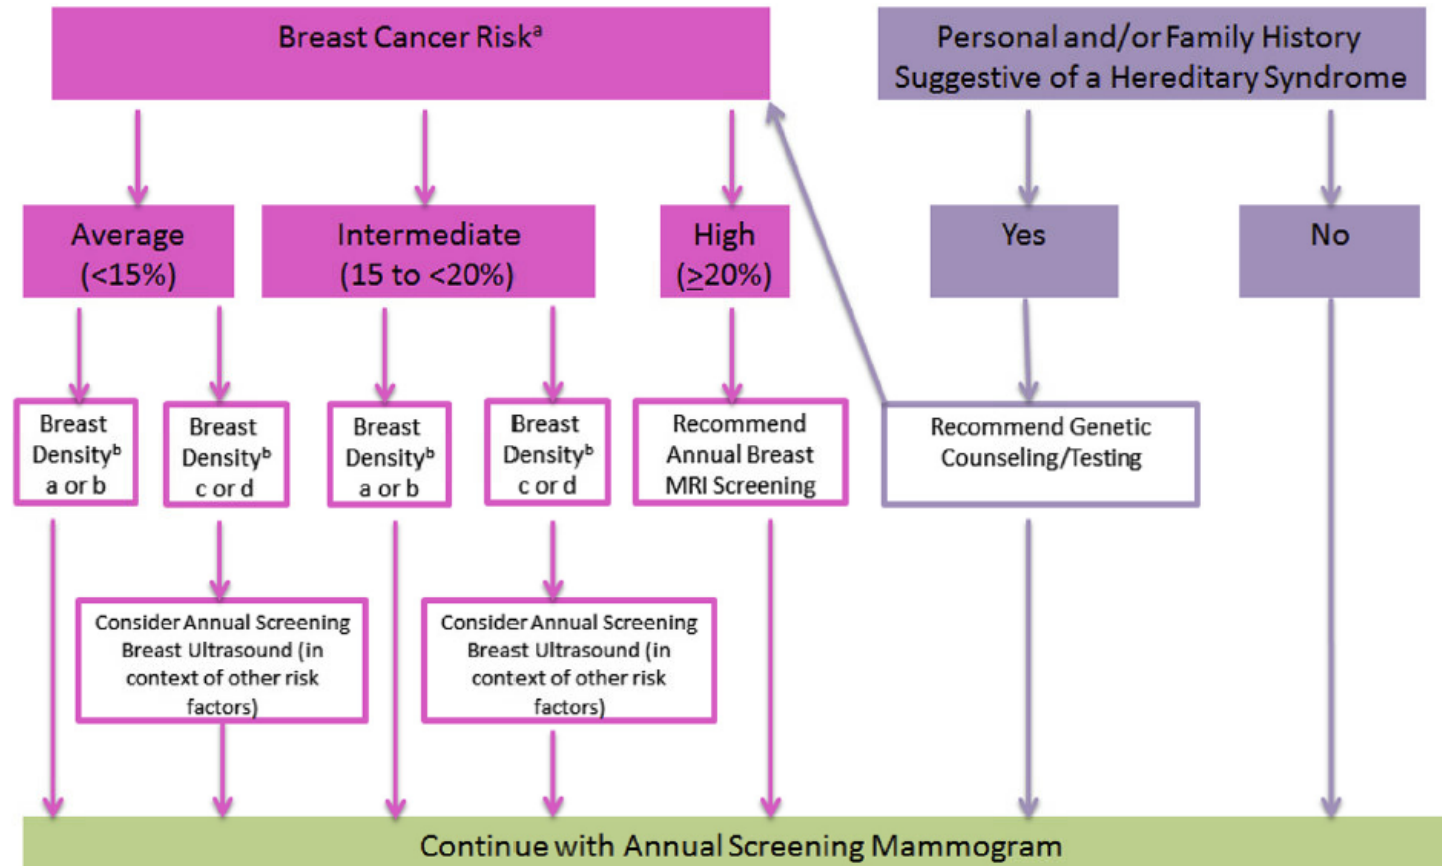 Breast Cancer Riskᵃ
Personal and/or Family History
Suggestive of a Hereditary Syndrome
Average
(<15%)
Intermediate
(15 to <20%)
High
(≥20%)
Yes
No
Breast
Densityᵇ
a or b
Breast
Densityᵇ
c or d
Breast
Densityᵇ
a or b
Breast
Densityᵇ
c or d
Recommend
Annual Breast
MRI Screening
Recommend Genetic
Counseling/Testing
Consider Annual Screening
Breast Ultrasound (in
context of other risk
factors)
Consider Annual Screening
Breast Ultrasound (in
context of other risk
factors)
Continue with Annual Screening Mammogram